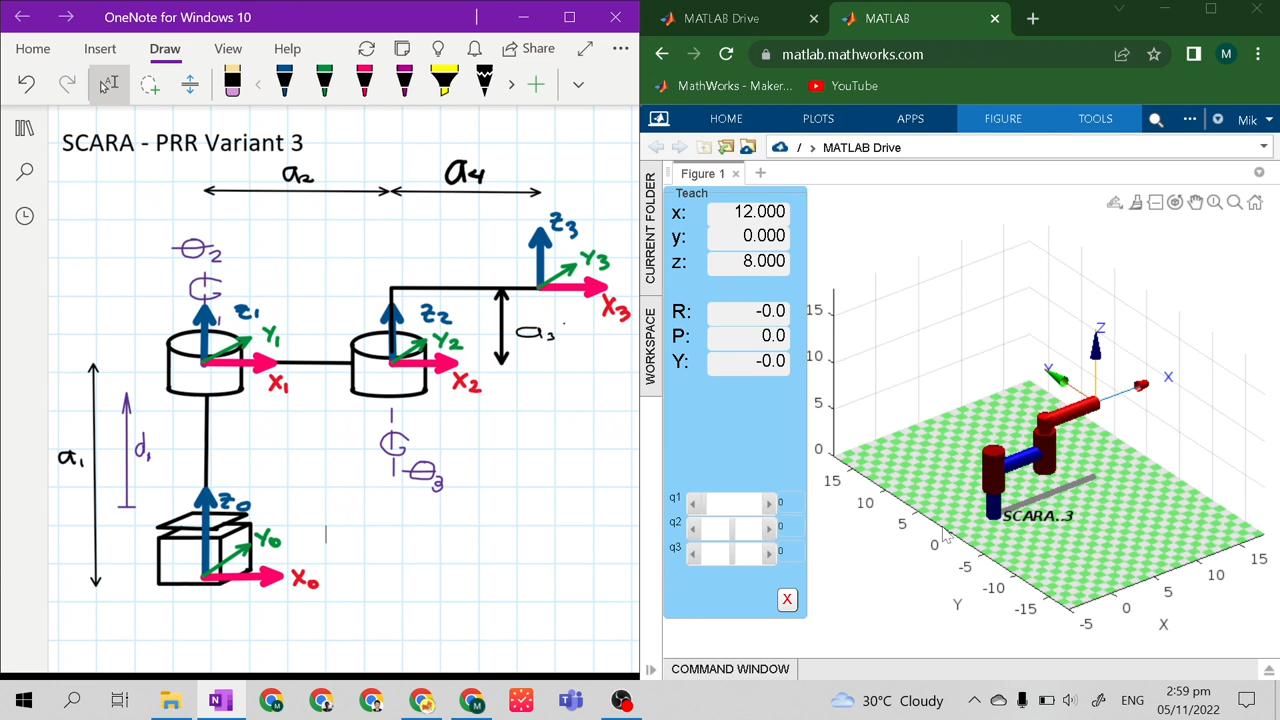 OneNote for Windows 10
Home Insert Draw View Help Share
SCARA - PRR Variant 3
a2 a4
z3
θ2
Y3
X3
z1
Y1
X1
z2
Y2
X2
a3
a1
d1
θ3
z0
Y0
X0
MATLAB Drive MATLAB
matlab.mathworks.com M
MathWorks - Maker... YouTube
HOME PLOTS APPS FIGURE TOOLS Mik
/ MATLAB Drive
CURRENT FOLDER
WORKSPACE
Figure 1
Teach
x: 12.000
y: 0.000
z: 8.000
R: -0.0
P: 0.0
Y: -0.0
q1 0
q2 0
q3 0
X
15
10
5
0
Z
Y
X
SCARA..3
15
10
5
0
-5
-10
-15
Y
-5
0
5
10
15
X
COMMAND WINDOW
30°C Cloudy
ENG
2:59 pm
05/11/2022